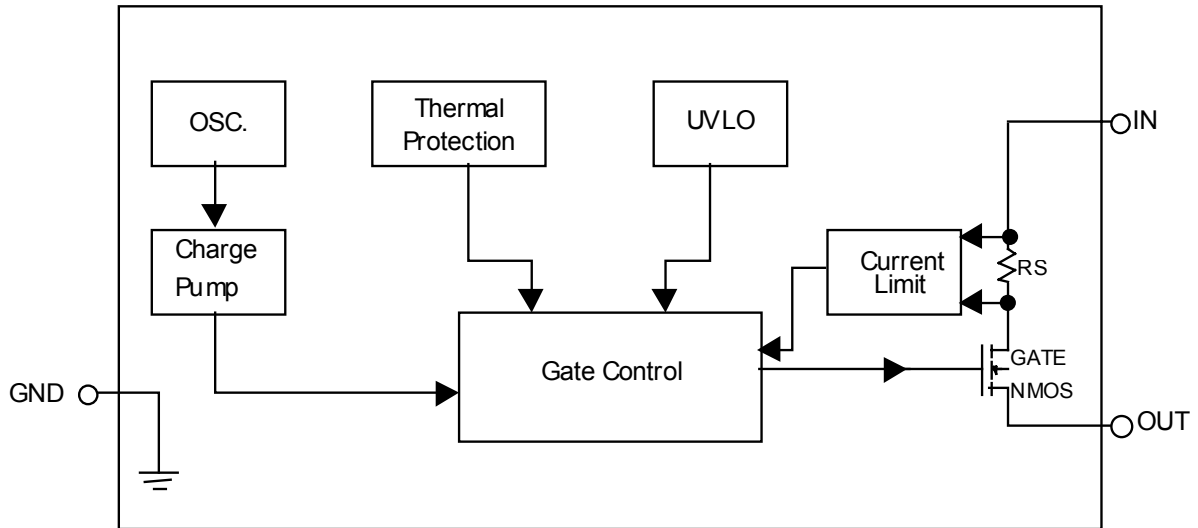 OSC.
Thermal
Protection
UVLO
IN
Charge
Pump
Current
Limit
RS
Gate Control
GATE
NMOS
GND
OUT